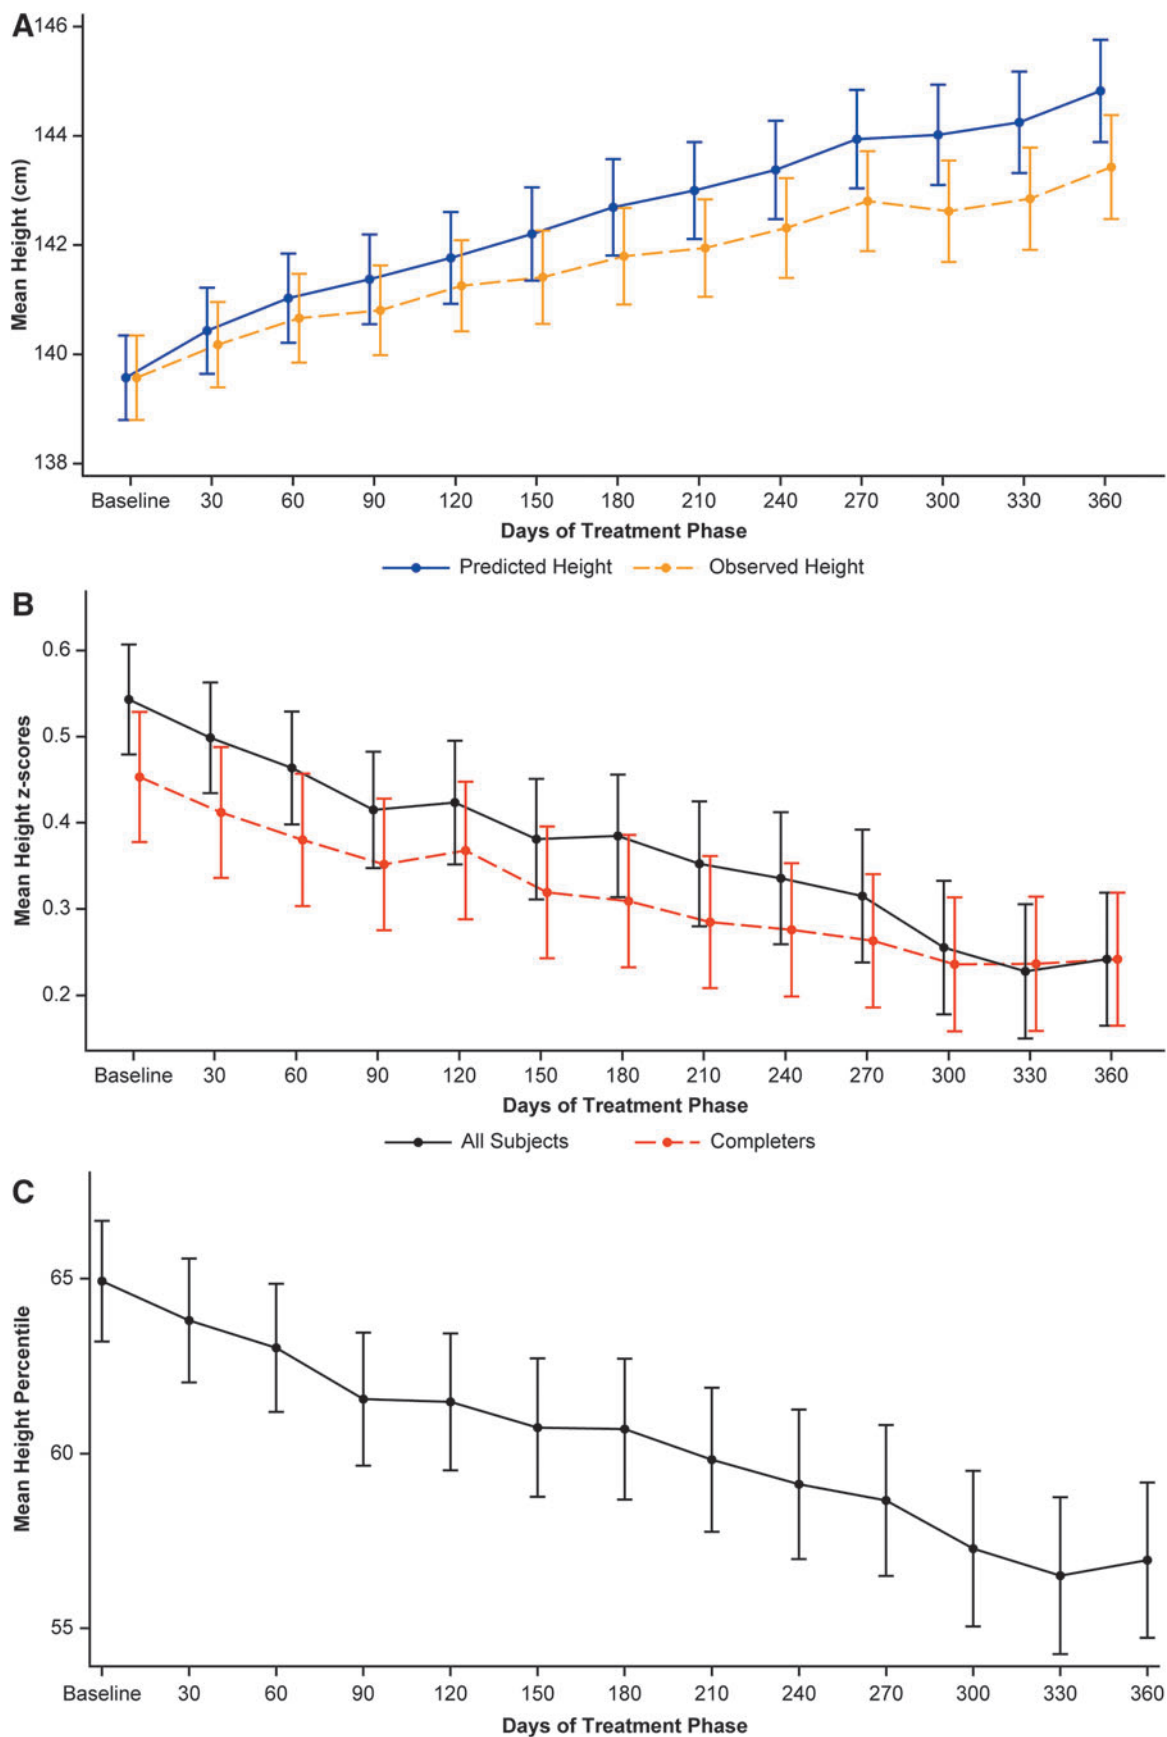 A
146
144
142
140
138
Mean Height (cm)
Baseline 30 60 90 120 150 180 210 240 270 300 330 360
Days of Treatment Phase
Predicted Height Observed Height
B
0.6
0.5
0.4
0.3
0.2
Mean Height z-scores
Baseline 30 60 90 120 150 180 210 240 270 300 330 360
Days of Treatment Phase
All Subjects Completers
C
65
60
55
Mean Height Percentile
Baseline 30 60 90 120 150 180 210 240 270 300 330 360
Days of Treatment Phase